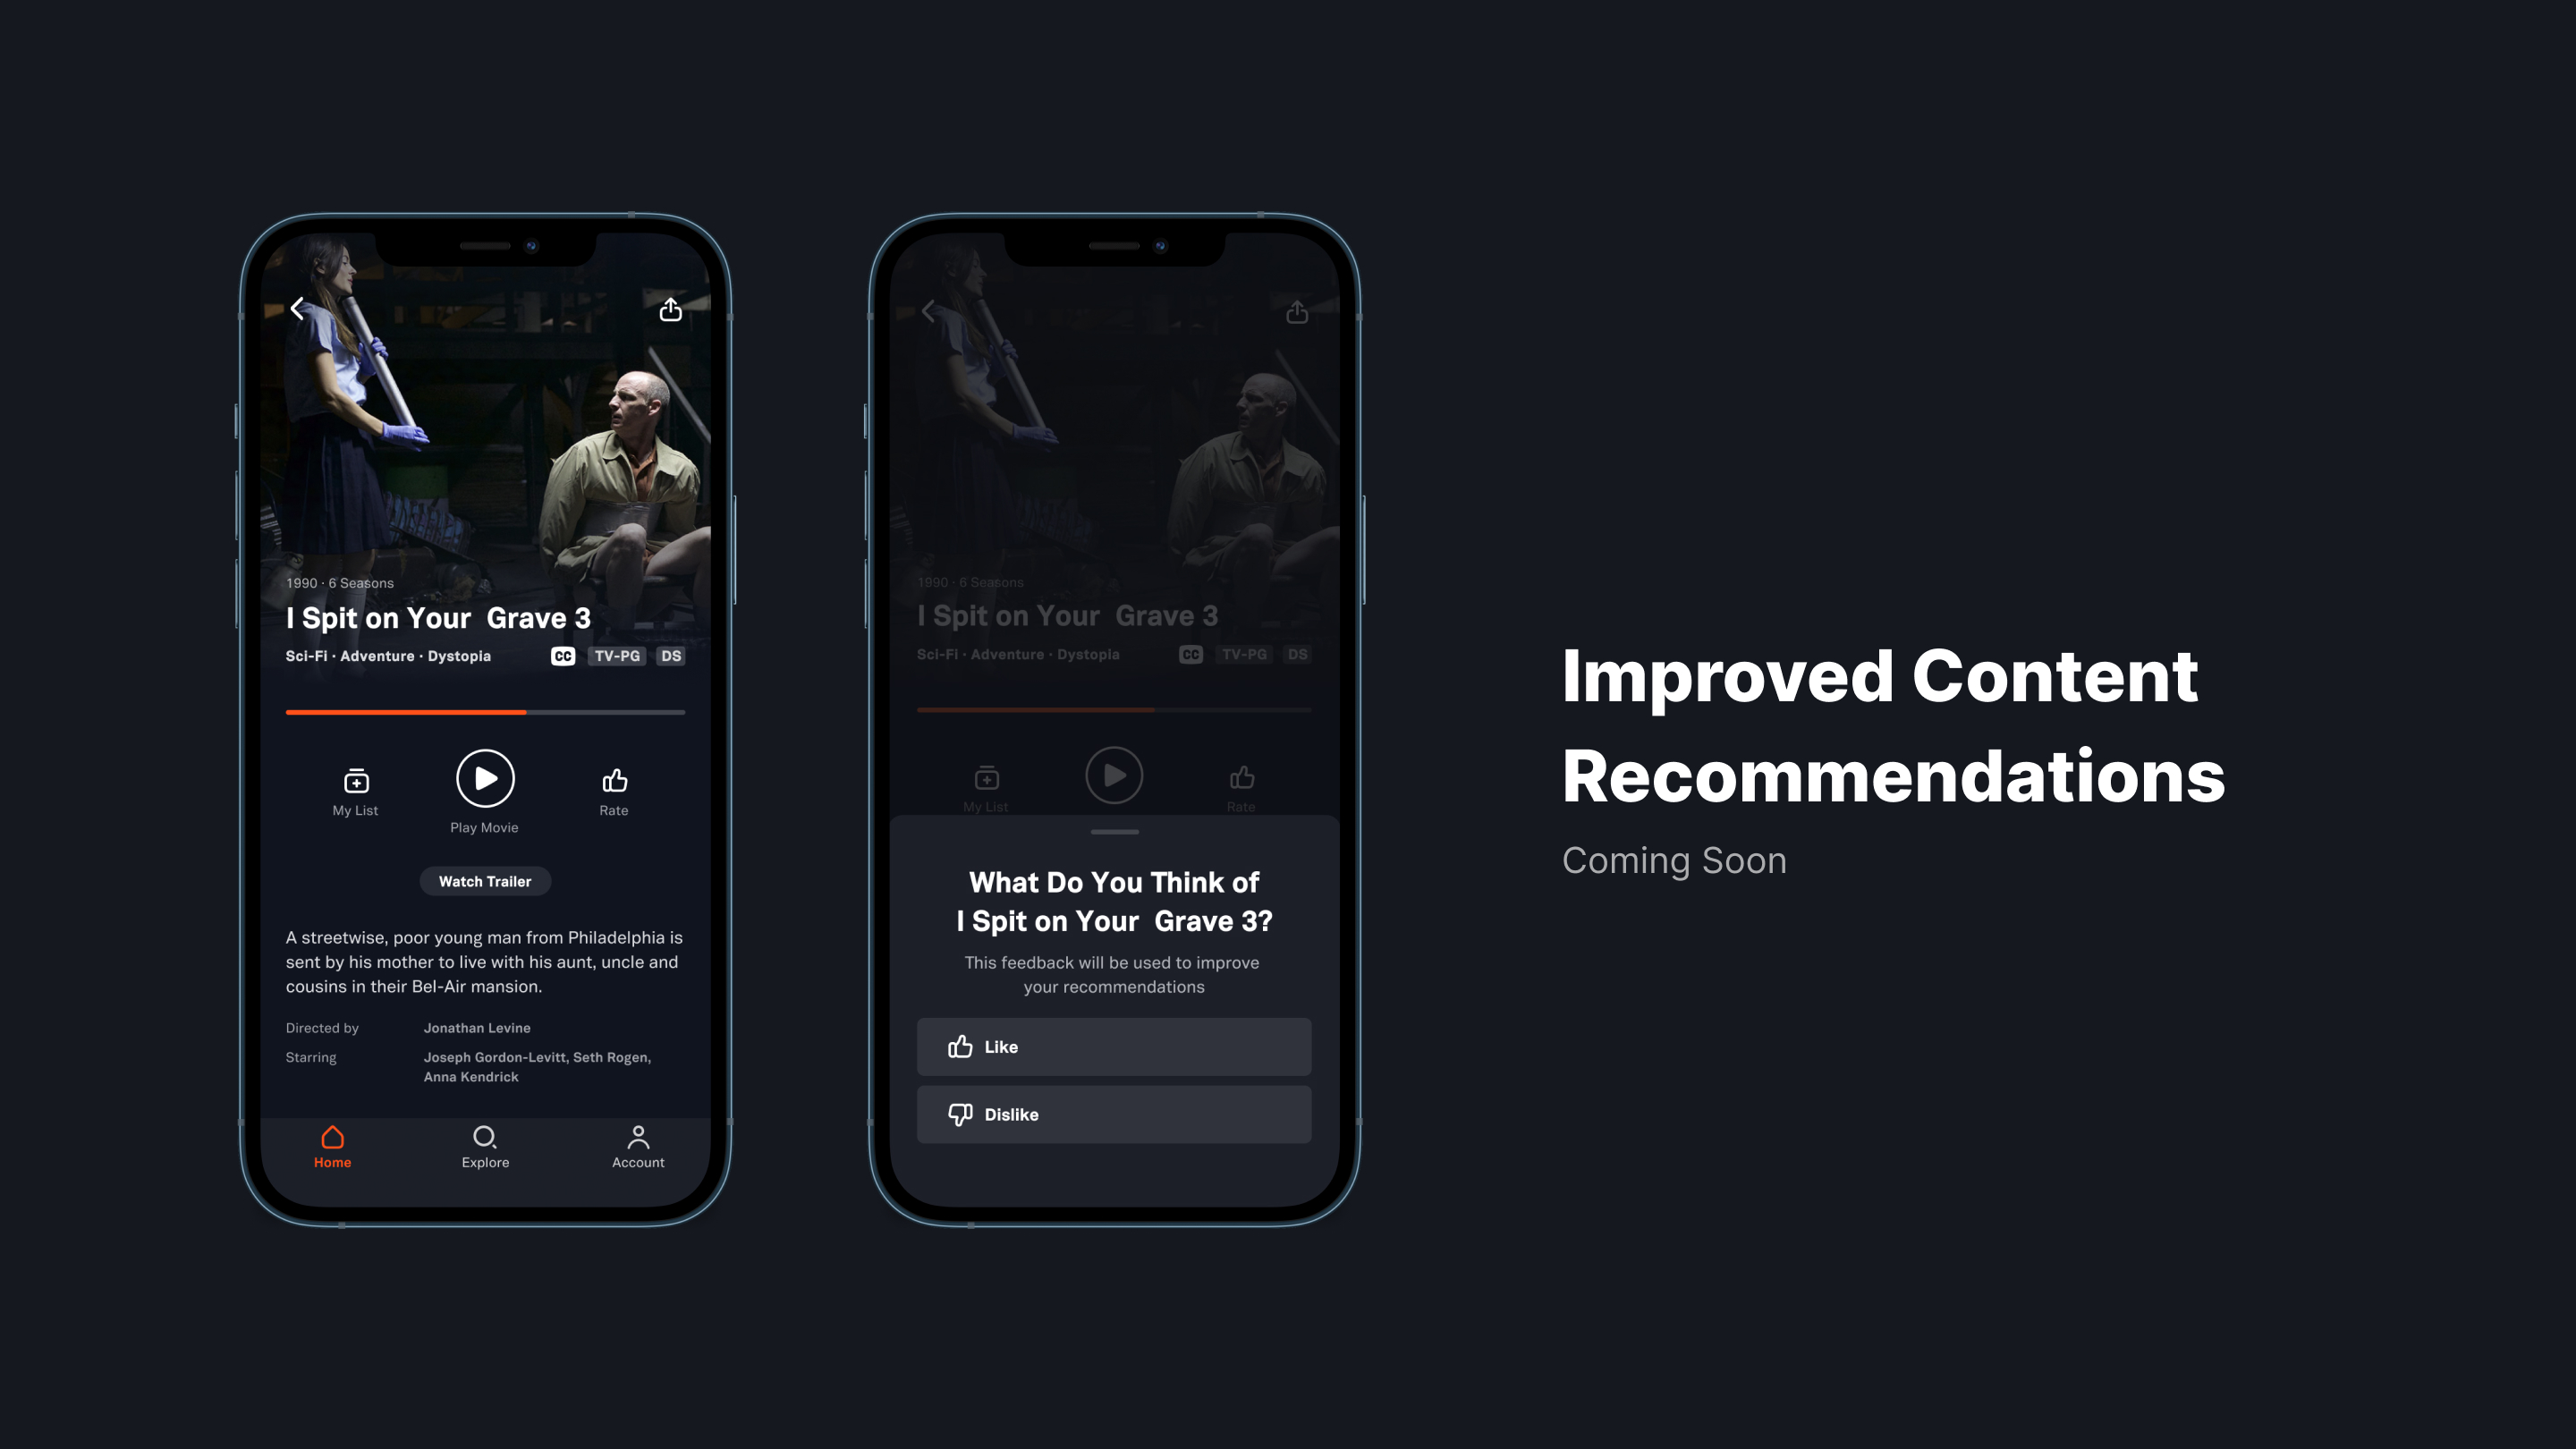 1990 · 6 Seasons
I Spit on Your  Grave 3
Sci-Fi · Adventure · Dystopia CC TV-PG DS
My List
Play Movie
Rate
Watch Trailer
A streetwise, poor young man from Philadelphia is
sent by his mother to live with his aunt, uncle and
cousins in their Bel-Air mansion.
Directed by Jonathan Levine
Starring Joseph Gordon-Levitt, Seth Rogen,
Anna Kendrick
Home
Explore
Account
1990 · 6 Seasons
I Spit on Your  Grave 3
Sci-Fi · Adventure · Dystopia CC TV-PG DS
My List
Rate
What Do You Think of
I Spit on Your  Grave 3?
This feedback will be used to improve
your recommendations
Like
Dislike
Improved Content
Recommendations
Coming Soon